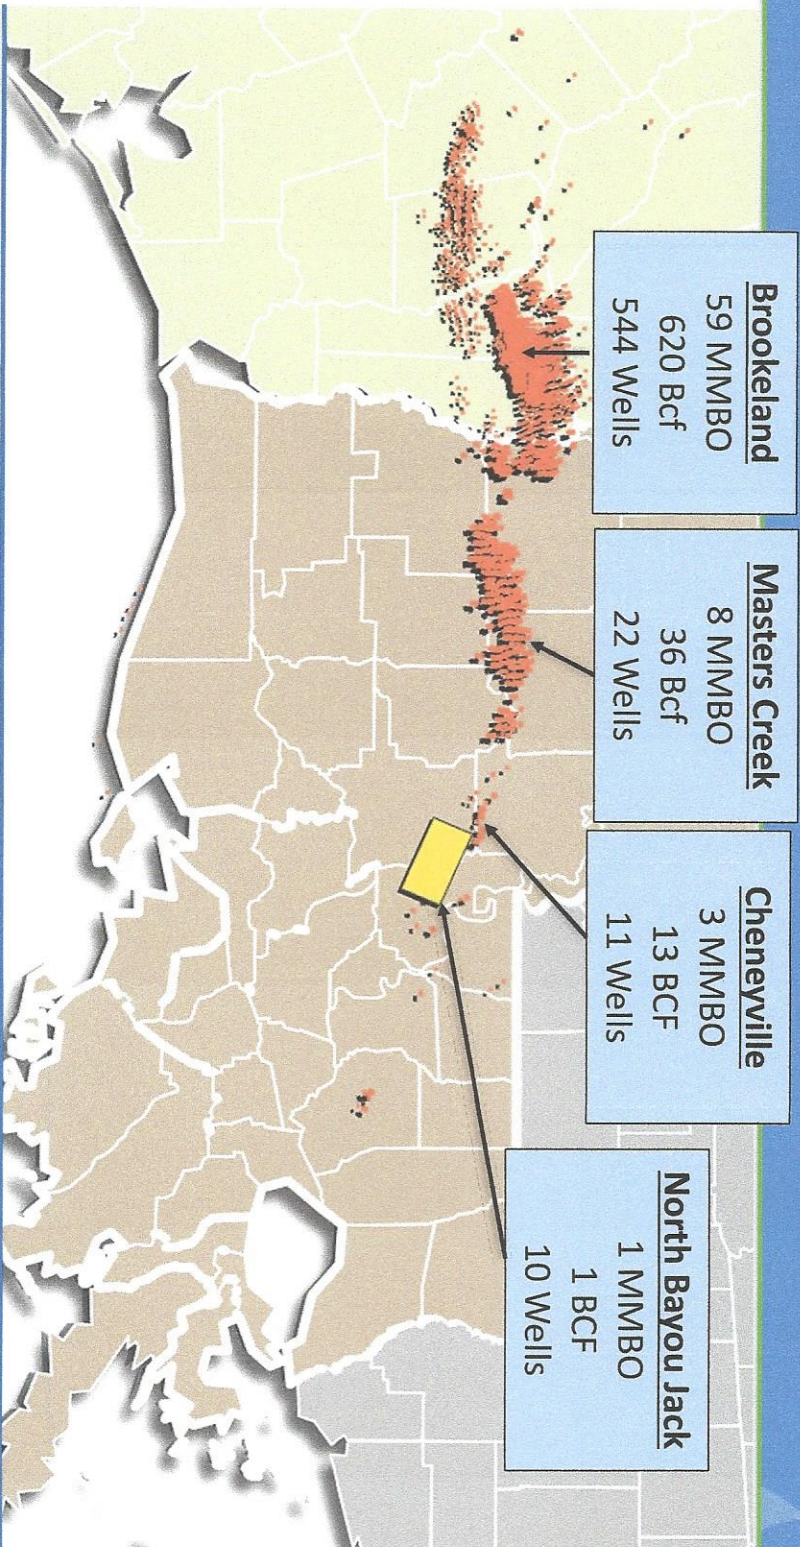 Brookeland
59 MMBO
620 Bcf
544 Wells
Masters Creek
8 MMBO
36 Bcf
22 Wells
Cheneyville
3 MMBO
13 BCF
11 Wells
North Bayou Jack
1 MMBO
1 BCF
10 Wells